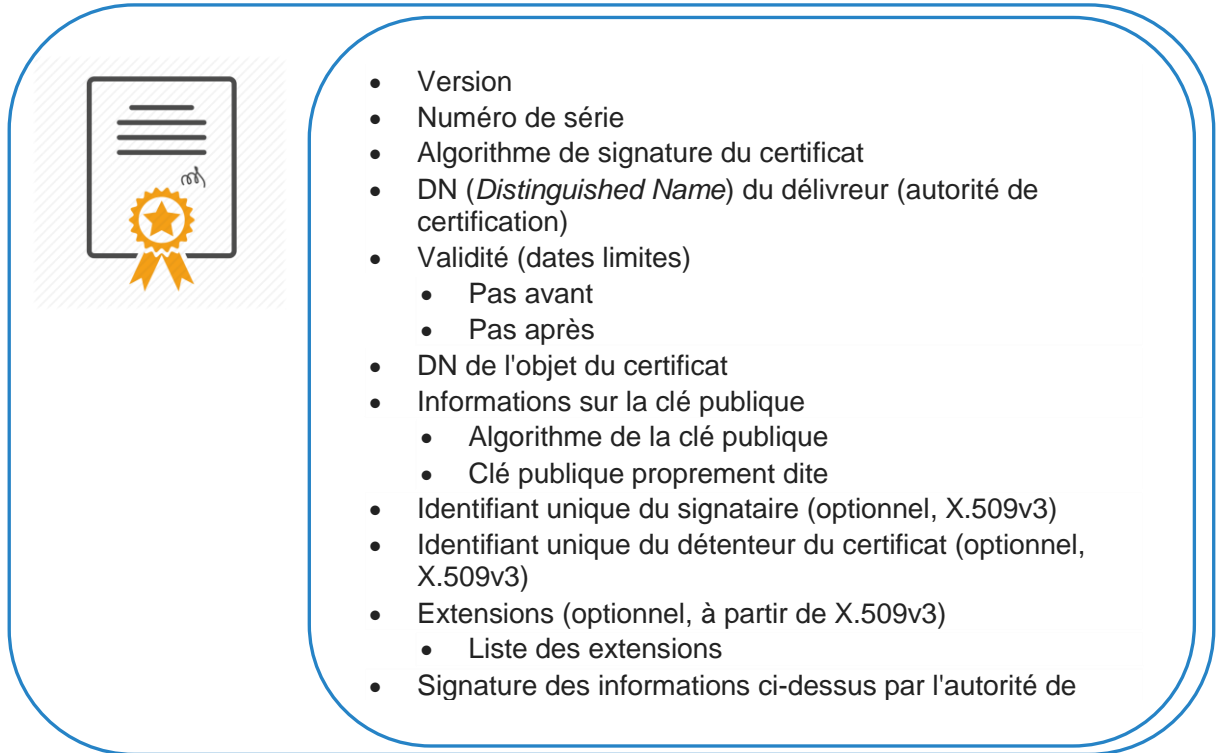 • Version
• Numéro de série
• Algorithme de signature du certificat
• DN (Distinguished Name) du délivreur (autorité de
certification)
• Validité (dates limites)
• Pas avant
• Pas après
• DN de l'objet du certificat
• Informations sur la clé publique
• Algorithme de la clé publique
• Clé publique proprement dite
• Identifiant unique du signataire (optionnel, X.509v3)
• Identifiant unique du détenteur du certificat (optionnel,
X.509v3)
• Extensions (optionnel, à partir de X.509v3)
• Liste des extensions
• Signature des informations ci-dessus par l'autorité de